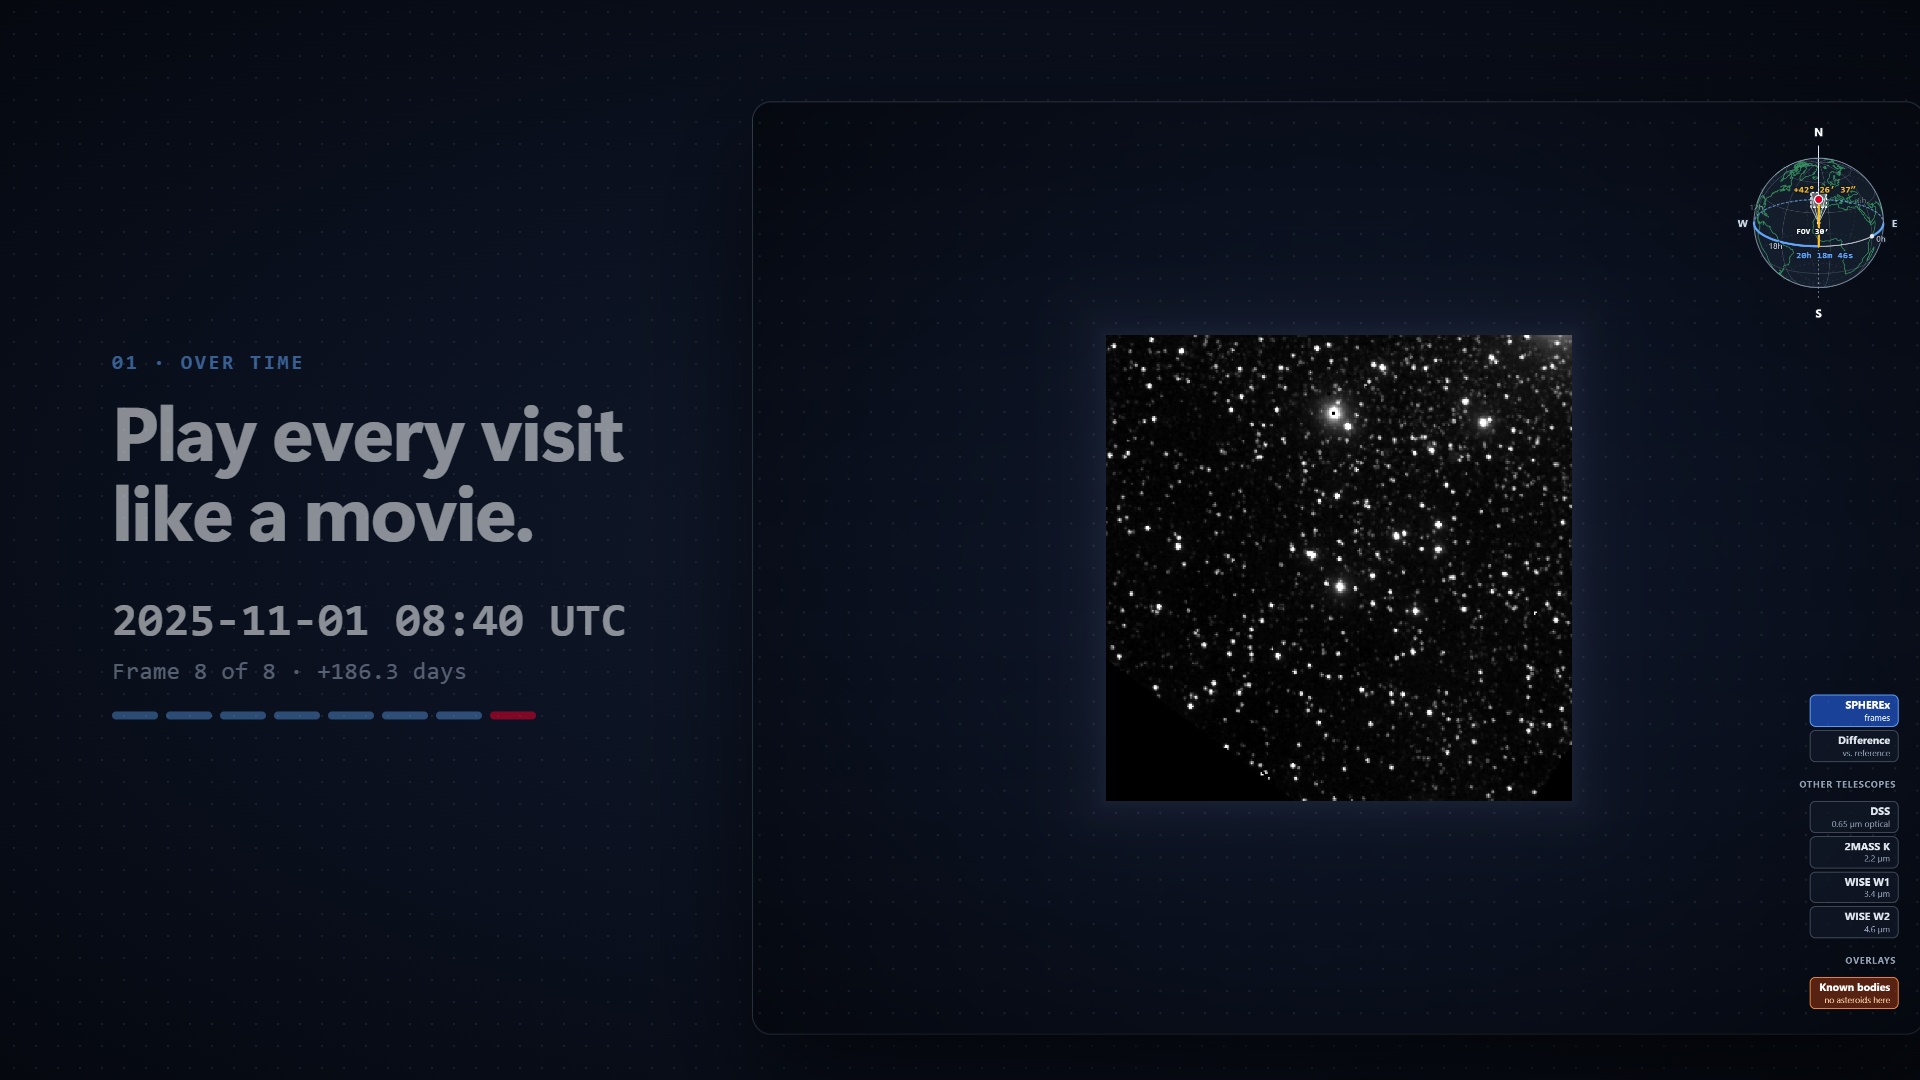 01 · OVER TIME
Play every visit
like a movie.
2025-11-01 08:40 UTC
Frame 8 of 8 · +186.3 days
N
+42° 26′ 37″
W
E
FOV 30′
18h
0h
20h 18m 46s
S
SPHEREx
frames
Difference
vs. reference
OTHER TELESCOPES
DSS
0.65 μm optical
2MASS K
2.2 μm
WISE W1
3.4 μm
WISE W2
4.6 μm
OVERLAYS
Known bodies
no asteroids here